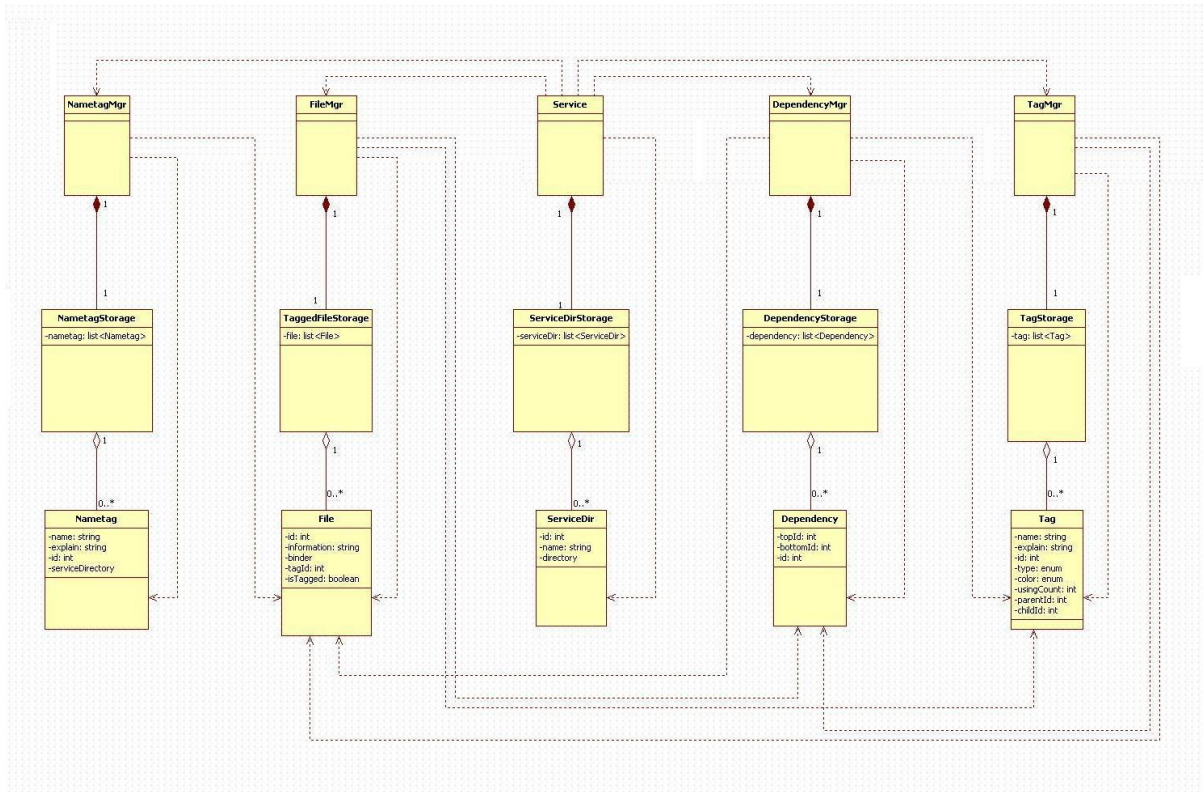 NametagMgr
FileMgr
Service
DependencyMgr
TagMgr
1
1
1
1
1
1
1
1
1
1
NametagStorage
-nametag: list<Nametag>
TaggedFileStorage
-file: list<File>
ServiceDirStorage
-serviceDir: list<ServiceDir>
DependencyStorage
-dependency: list<Dependency>
TagStorage
-tag: list<Tag>
1
1
1
1
1
0..*
0..*
0..*
0..*
0..*
Nametag
-name: string
-explain: string
-id: int
-serviceDirectory
File
-id: int
-information: string
-binder
-tagId: int
-isTagged: boolean
ServiceDir
-id: int
-name: string
-directory
Dependency
-topId: int
-bottomId: int
-id: int
Tag
-name: string
-explain: string
-id: int
-type: enum
-color: enum
-usingCount: int
-parentId: int
-childId: int